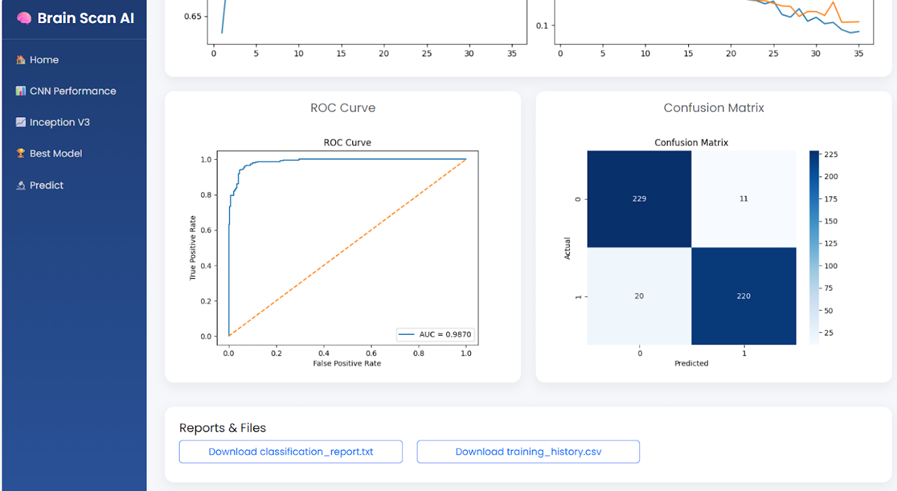 🧠 Brain Scan AI
🏠 Home
📊 CNN Performance
📈 Inception V3
🏆 Best Model
🔬 Predict
0.65
0 5 10 15 20 25 30 35
0.1
0 5 10 15 20 25 30 35
ROC Curve
ROC Curve
True Positive Rate
1.0
0.8
0.6
0.4
0.2
0.0
AUC = 0.9870
0.0 0.2 0.4 0.6 0.8 1.0
False Positive Rate
Confusion Matrix
Confusion Matrix
Actual
0
229 11
1
20 220
0 1
Predicted
225
200
175
150
125
100
75
50
25
Reports & Files
Download classification_report.txt
Download training_history.csv